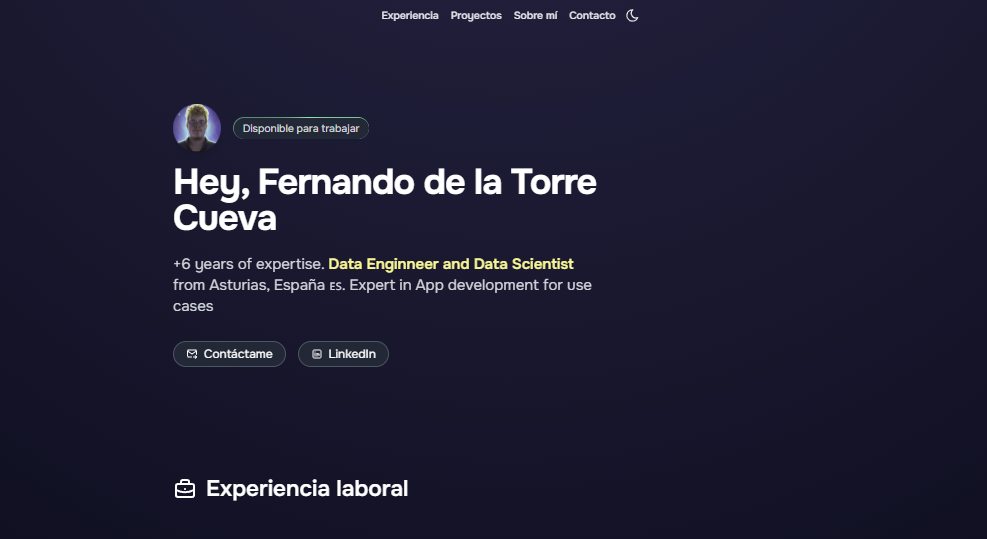 Experiencia Proyectos Sobre mí Contacto
Disponible para trabajar
Hey, Fernando de la Torre
Cueva
+6 years of expertise. Data Enginneer and Data Scientist
from Asturias, España ES. Expert in App development for use
cases
Contáctame LinkedIn
Experiencia laboral